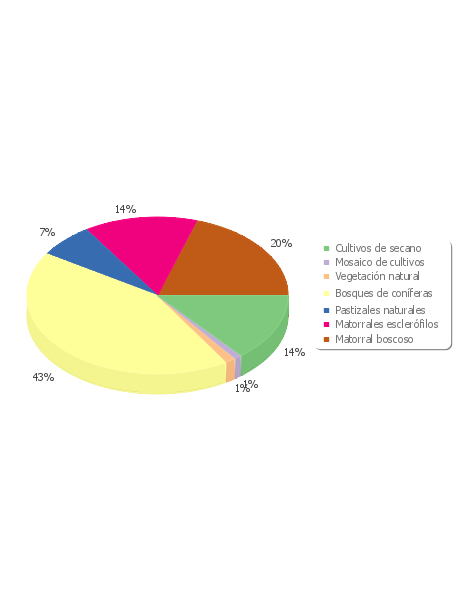 14%
7%
20%
Cultivos de secano
Mosaico de cultivos
Vegetación natural
Bosques de coníferas
Pastizales naturales
Matorrales esclerófilos
Matorral boscoso
14%
43%
1%
1%